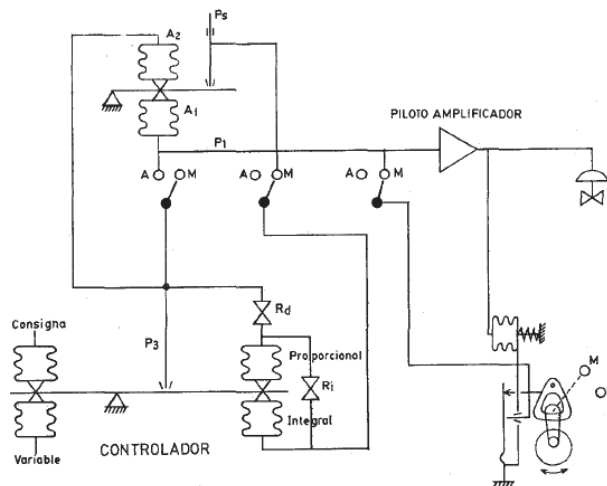 A2
Ps
A1
PILOTO AMPLIFICADOR
P1
A M A M A M
Rd
Consigna
P3
Proporcional
Ri
M
Integral
CONTROLADOR
Variable